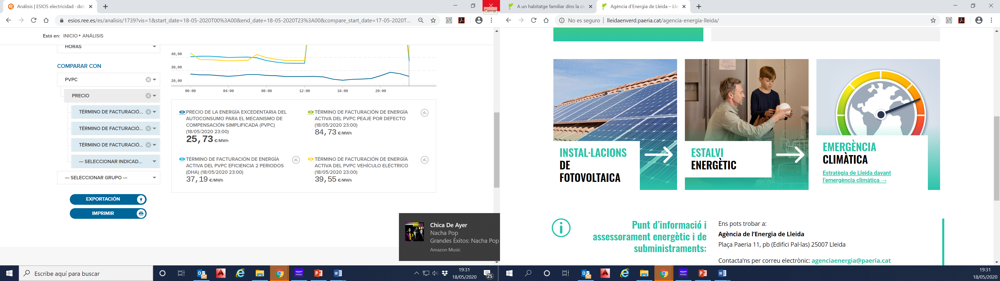 Análisis | ESIOS electricidad · dato
Cerrar
esios.ree.es/es/analisis/1739?vis=1&start_date=18-05-2020T00%3A00&end_date=18-05-2020T23%3A00&compare_start_date=17-05-2020T...
Está en: INICIO ▸ ANÁLISIS
HORAS
COMPARAR CON
PVPC
PRECIO
TÉRMINO DE FACTURACIÓ...
TÉRMINO DE FACTURACIÓ...
TÉRMINO DE FACTURACIÓ...
--- SELECCIONAR INDICAD...
--- SELECCIONAR GRUPO ---
EXPORTACIÓN
IMPRIMIR
40,00
30,00
20,00
00:00 04:00 08:00 12:00 16:00 20:00
PRECIO DE LA ENERGÍA EXCEDENTARIA DEL
AUTOCONSUMO PARA EL MECANISMO DE
COMPENSACIÓN SIMPLIFICADA (PVPC)
(18/05/2020 23:00)
25,73 €/MWh
TÉRMINO DE FACTURACIÓN DE ENERGÍA
ACTIVA DEL PVPC PEAJE POR DEFECTO
(18/05/2020 23:00)
84,73 €/MWh
TÉRMINO DE FACTURACIÓN DE ENERGÍA
ACTIVA DEL PVPC EFICIENCIA 2 PERIODOS
(DHA) (18/05/2020 23:00)
37,19 €/MWh
TÉRMINO DE FACTURACIÓN DE ENERGÍA
ACTIVA DEL PVPC VEHÍCULO ELÉCTRICO
(18/05/2020 23:00)
39,55 €/MWh
Chica De Ayer
Nacha Pop
Grandes Éxitos: Nacha Pop
Amazon Music
Escribe aquí para buscar
19:31
18/05/2020
25
A un habitatge familiar dins la ciu
Agència d'Energia de Lleida – Lle
No es seguro | lleidaenverd.paeria.cat/agencia-energia-lleida/
INSTAL·LACIONS
DE
FOTOVOLTAICA
ESTALVI
ENERGÈTIC
EMERGÈNCIA
CLIMÀTICA
Estratègia de Lleida davant
l'emergència climàtica →
Punt d'informació i
assessorament energètic i de
subministraments:
Ens pots trobar a:
Agència de l'Energia de Lleida
Plaça Paeria 11, pb (Edifici Pal·las) 25007 Lleida
Contacta'ns per correu electrònic: agenciaenergia@paeria.cat
19:31
18/05/2020